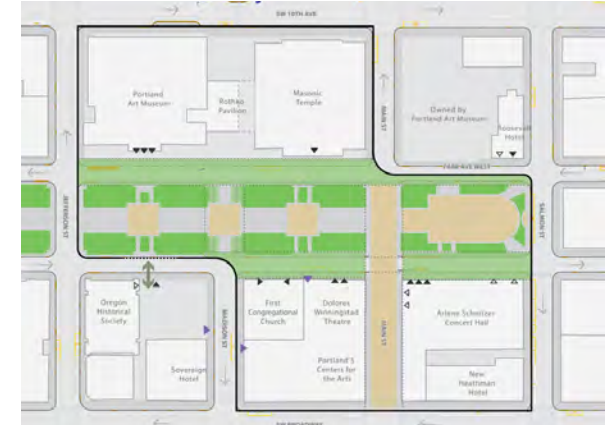 SW 10TH AVE.
Portland
Art Museum
Rothko
Pavilion
Masonic
Temple
MAIN ST
Owned by
Portland Art Museum
Roosevelt
Hotel
PARK AVE WEST
JEFFERSON ST
SALMON ST
Oregon
Historical
Society
Sovereign
Hotel
MADISON ST
First
Congregational
Church
Dolores
Winningstad
Theatre
Portland'5
Centers for
the Arts
MAIN ST
Arlene Schnitzer
Concert Hall
New
Heathman
Hotel
SW BROADWAY